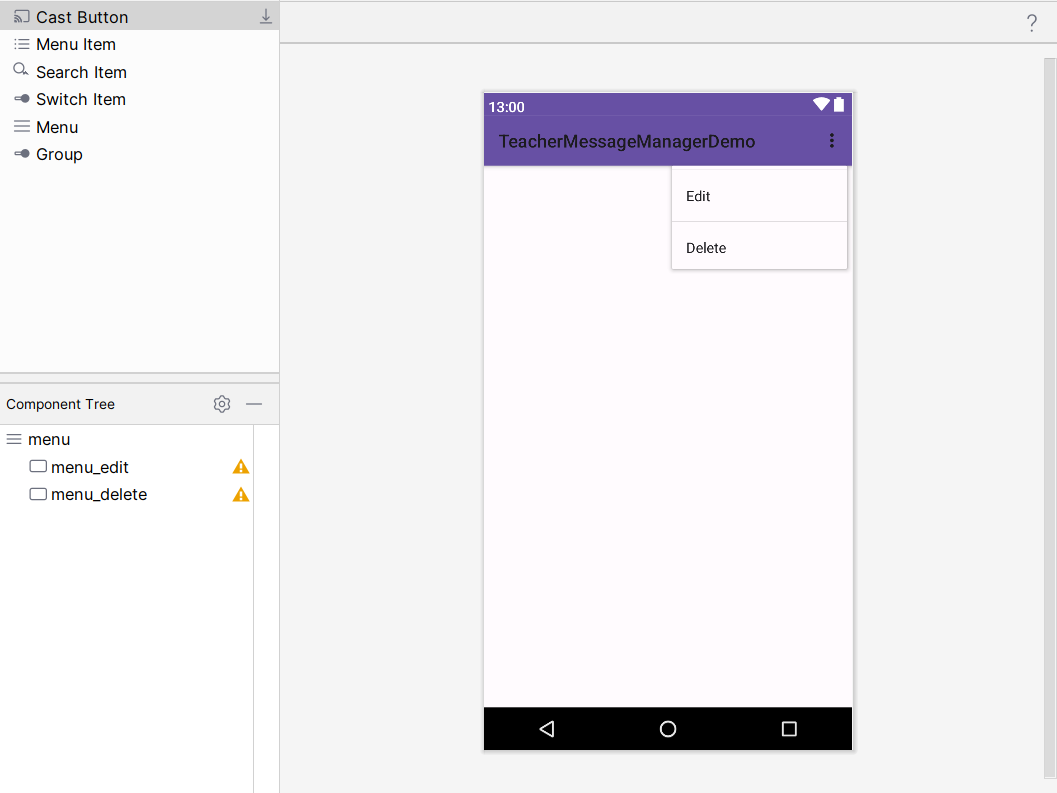 Cast Button
Menu Item
Search Item
Switch Item
Menu
Group
?
Component Tree
menu
menu_edit
menu_delete
13:00
TeacherMessageManagerDemo
Edit
Delete